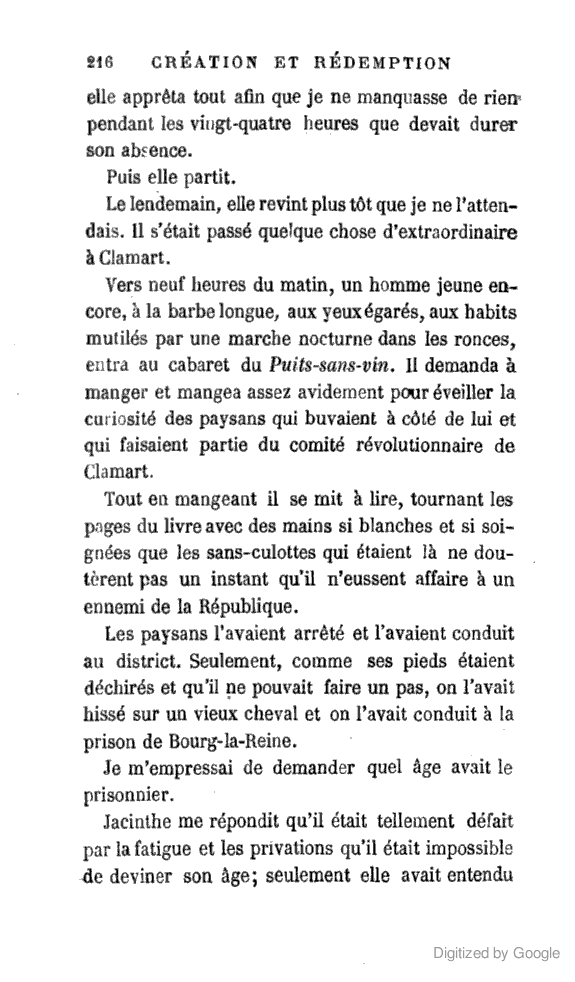 216 CRÉATION ET RÉDEMPTION
elle apprêta tout afin que je ne manquasse de rien
pendant les vingt-quatre heures que devait durer
son absence.
Puis elle partit.
Le lendemain, elle revint plus tôt que je ne l'atten-
dais. Il s'était passé quelque chose d'extraordinaire
à Clamart.
Vers neuf heures du matin, un homme jeune en-
core, à la barbe longue, aux yeux égarés, aux habits
mutilés par une marche nocturne dans les ronces,
entra au cabaret du Puits-sans-vin. Il demanda à
manger et mangea assez avidement pour éveiller la
curiosité des paysans qui buvaient à côté de lui et
qui faisaient partie du comité révolutionnaire de
Clamart.
Tout en mangeant il se mit à lire, tournant les
pages du livre avec des mains si blanches et si soi-
gnées que les sans-culottes qui étaient là ne dou-
tèrent pas un instant qu'il n'eussent affaire à un
ennemi de la République.
Les paysans l'avaient arrêté et l'avaient conduit
au district. Seulement, comme ses pieds étaient
déchirés et qu'il ne pouvait faire un pas, on l'avait
hissé sur un vieux cheval et on l'avait conduit à la
prison de Bourg-la-Reine.
Je m'empressai de demander quel âge avait le
prisonnier.
Jacinthe me répondit qu'il était tellement défait
par la fatigue et les privations qu'il était impossible
de deviner son âge; seulement elle avait entendu
Digitized by Google